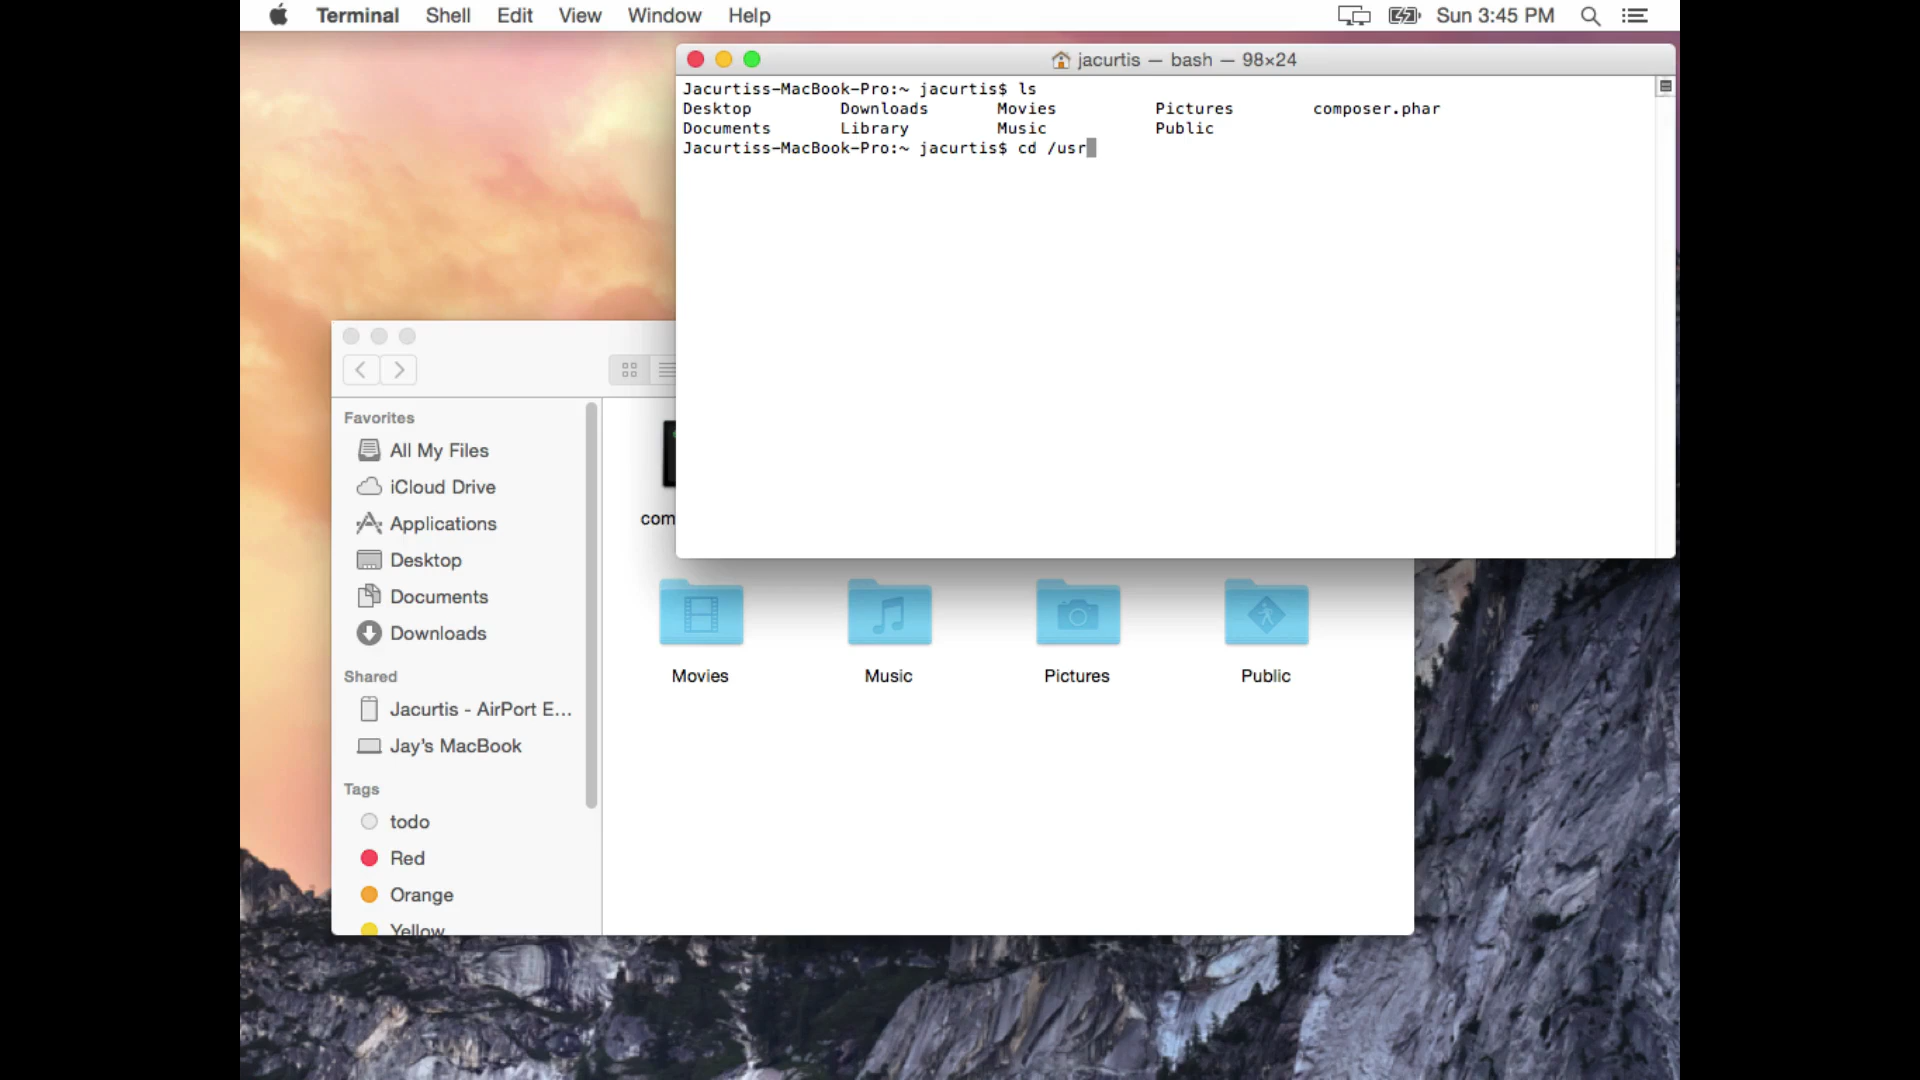 Terminal Shell Edit View Window Help Sun 3:45 PM
jacurtis — bash — 98×24
Jacurtiss-MacBook-Pro:~ jacurtis$ ls
Desktop Downloads Movies Pictures composer.phar
Documents Library Music Public
Jacurtiss-MacBook-Pro:~ jacurtis$ cd /usr
Favorites
All My Files
iCloud Drive
Applications
Desktop
Documents
Downloads
Shared
Jacurtis - AirPort E...
Jay’s MacBook
Tags
todo
Red
Orange
Yellow
com
Movies Music Pictures Public